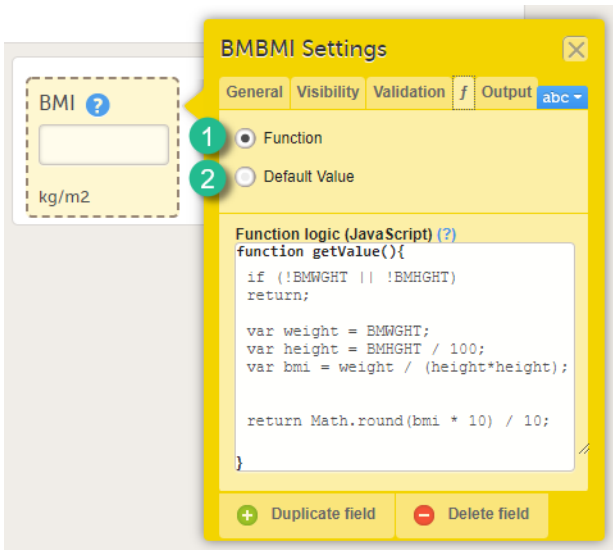 BMBMI Settings
General Visibility Validation f Output abc
BMI ?
kg/m2
1 Function
2 Default Value
Function logic (JavaScript) (?)
function getValue(){
if (!BMWGHT || !BMHGHT)
return;
var weight = BMWGHT;
var height = BMHGHT / 100;
var bmi = weight / (height*height);
return Math.round(bmi * 10) / 10;
}
Duplicate field
Delete field